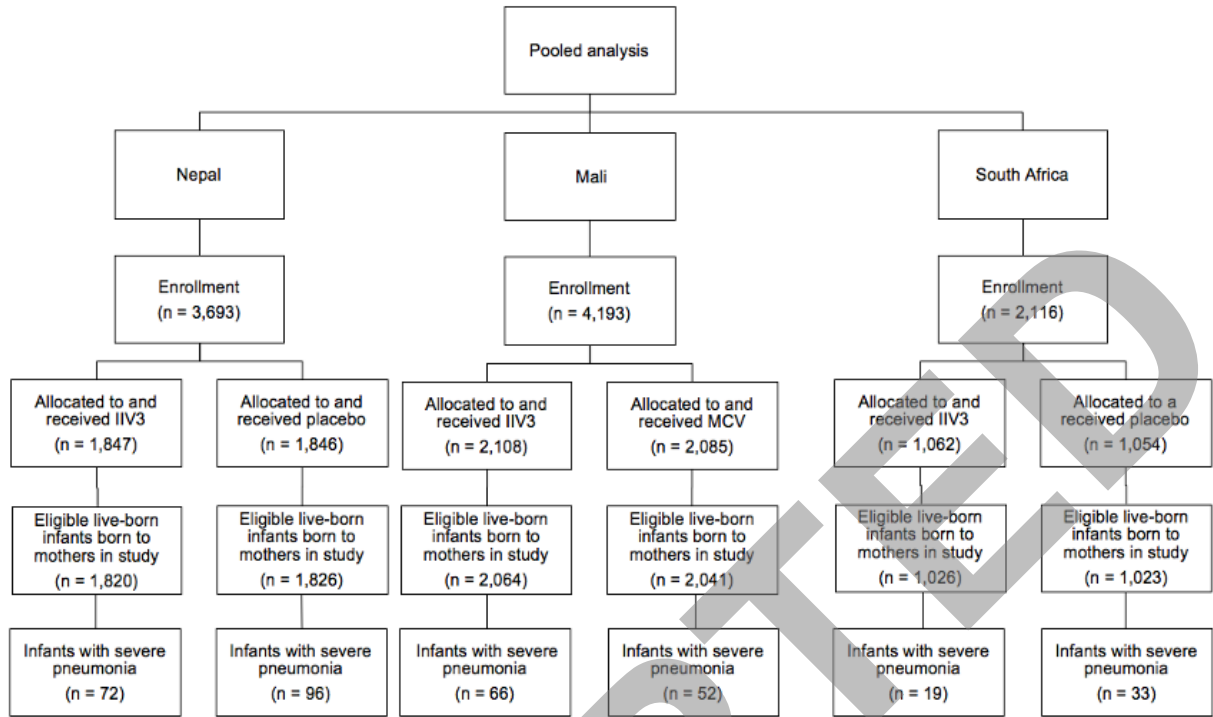 Pooled analysis
Nepal
Mali
South Africa
Enrollment
(n = 3,693)
Enrollment
(n = 4,193)
Enrollment
(n = 2,116)
Allocated to and
received IIV3
(n = 1,847)
Allocated to and
received placebo
(n = 1,846)
Allocated to and
received IIV3
(n = 2,108)
Allocated to and
received MCV
(n = 2,085)
Allocated to and
received IIV3
(n = 1,062)
Allocated to a
received placebo
(n = 1,054)
Eligible live-born
infants born to
mothers in study
(n = 1,820)
Eligible live-born
infants born to
mothers in study
(n = 1,826)
Eligible live-born
infants born to
mothers in study
(n = 2,064)
Eligible live-born
infants born to
mothers in study
(n = 2,041)
Eligible live-born
infants born to
mothers in study
(n = 1,026)
Eligible live-born
infants born to
mothers in study
(n = 1,023)
Infants with severe
pneumonia
(n = 72)
Infants with severe
pneumonia
(n = 96)
Infants with severe
pneumonia
(n = 66)
Infants with severe
pneumonia
(n = 52)
Infants with severe
pneumonia
(n = 19)
Infants with severe
pneumonia
(n = 33)
PTED